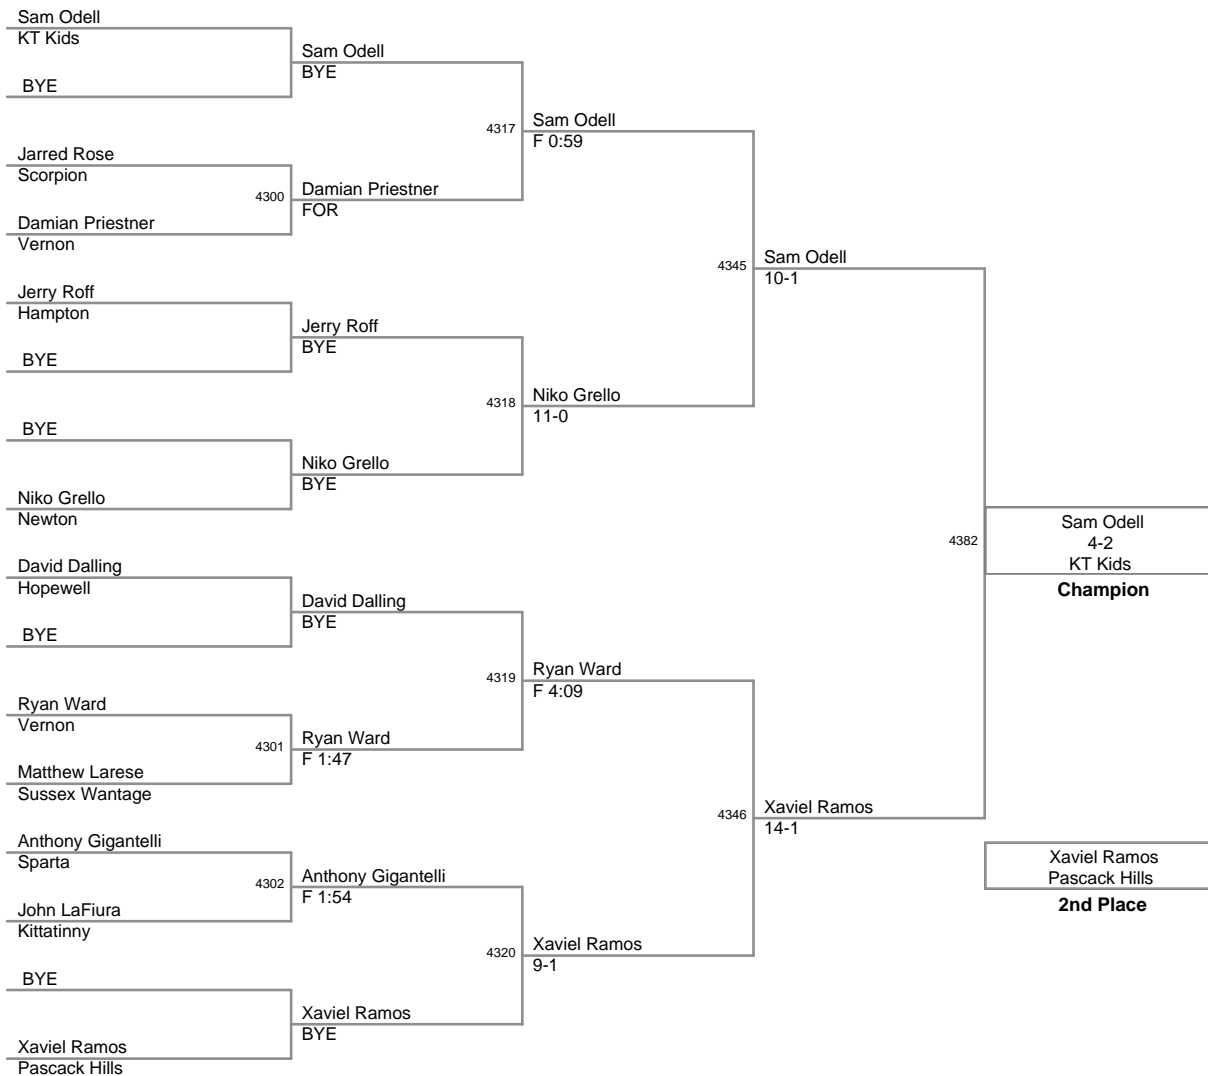 Sam Odell
KT Kids
BYE
Jarred Rose
Scorpion
Damian Priestner
Vernon
Jerry Roff
Hampton
BYE
BYE
Niko Grello
Newton
David Dalling
Hopewell
BYE
Ryan Ward
Vernon
Matthew Larese
Sussex Wantage
Anthony Gigantelli
Sparta
John LaFiura
Kittatinny
BYE
Xaviel Ramos
Pascack Hills
Sam Odell
BYE
4300
Damian Priestner
FOR
Jerry Roff
BYE
Niko Grello
BYE
David Dalling
BYE
4301
Ryan Ward
F 1:47
4302
Anthony Gigantelli
F 1:54
Xaviel Ramos
BYE
4317
Sam Odell
F 0:59
4318
Niko Grello
11-0
4319
Ryan Ward
F 4:09
4320
Xaviel Ramos
9-1
4345
Sam Odell
10-1
4346
Xaviel Ramos
14-1
4382
Sam Odell
4-2
KT Kids
Champion
Xaviel Ramos
Pascack Hills
2nd Place